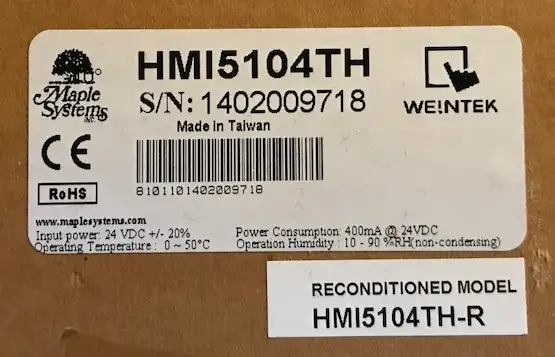 HMI5104TH
Maple
Systems
INC.
S/N: 1402009718
WEINTEK
Made in Taiwan
CE
RoHS
8101101402009718
www.maplesystems.com
Input power: 24 VDC +/- 20% Power Consumption: 400mA @ 24VDC
Operating Temperature : 0 ~ 50°C Operation Humidity : 10 - 90 %RH(non-condensing)
RECONDITIONED MODEL
HMI5104TH-R